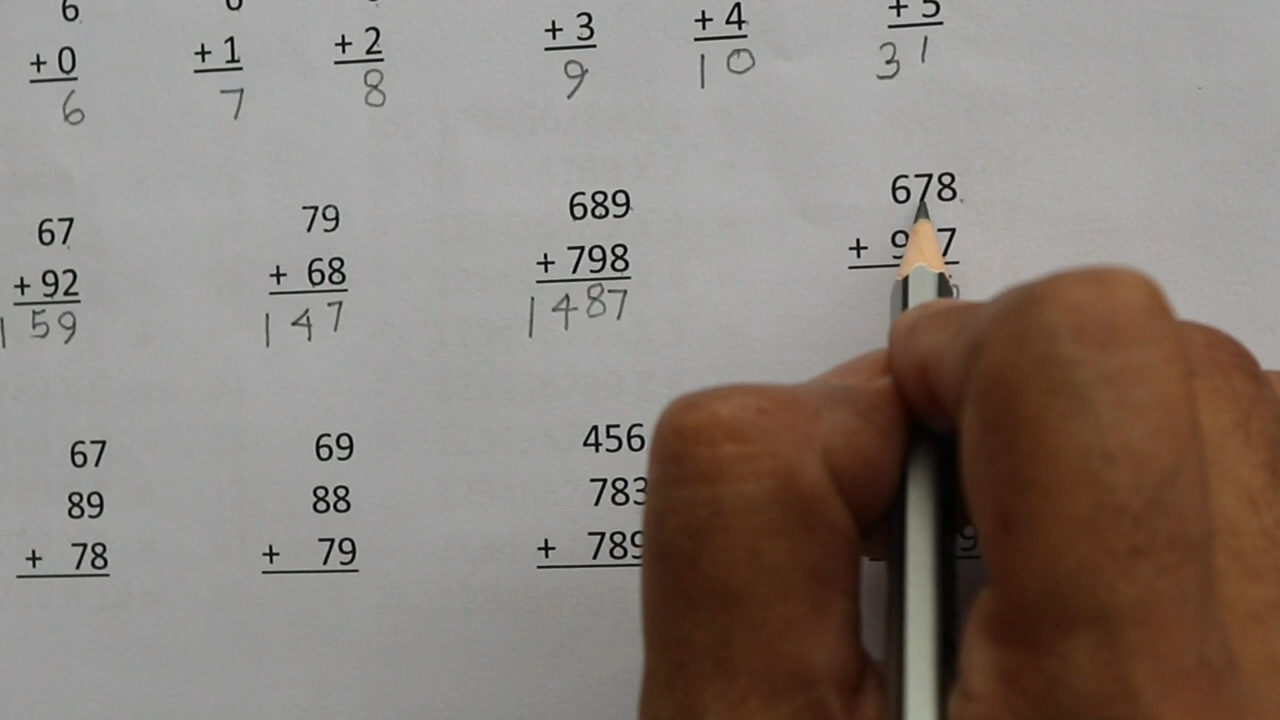 6
+ 0 + 1 + 2 + 3 + 4 + 5
6 7 8 9 10 31
67 79 689 678
+ 92 + 68 + 798 +
159 147 1487
67 69 456
89 88 783
+ 78 + 79 + 789